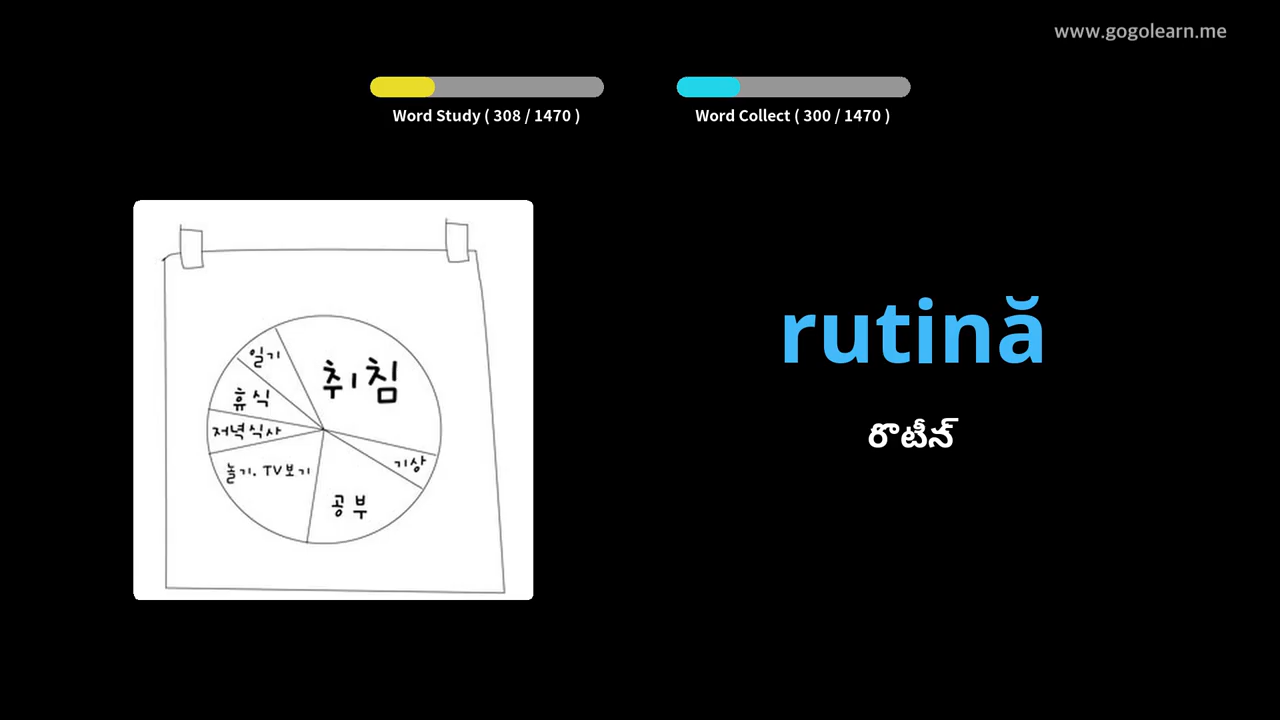 www.gogolearn.me
Word Study ( 308 / 1470 )
Word Collect ( 300 / 1470 )
일기
취침
휴식
저녁식사
놀기. TV보기
기상
공부
rutină
రొటీన్